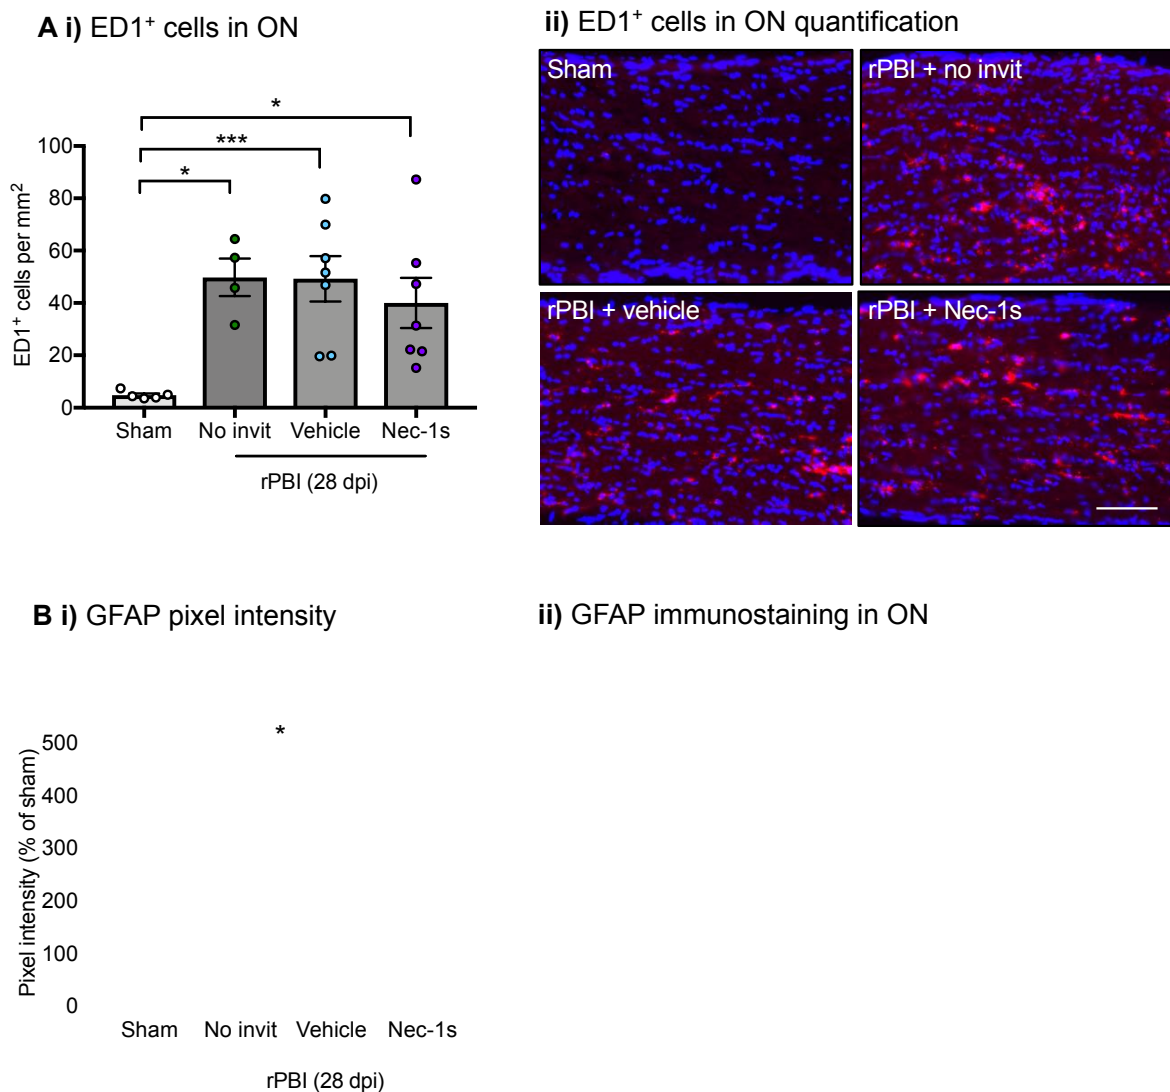 A i) ED1⁺ cells in ON
*
***
*
100
80
60
40
20
0
ED1⁺ cells per mm²
Sham No invit Vehicle Nec-1s
rPBI (28 dpi)
ii) ED1⁺ cells in ON quantification
Sham
rPBI + no invit
rPBI + vehicle
rPBI + Nec-1s
B i) GFAP pixel intensity
*
500
400
300
200
100
0
Pixel intensity (% of sham)
Sham No invit Vehicle Nec-1s
rPBI (28 dpi)
ii) GFAP immunostaining in ON